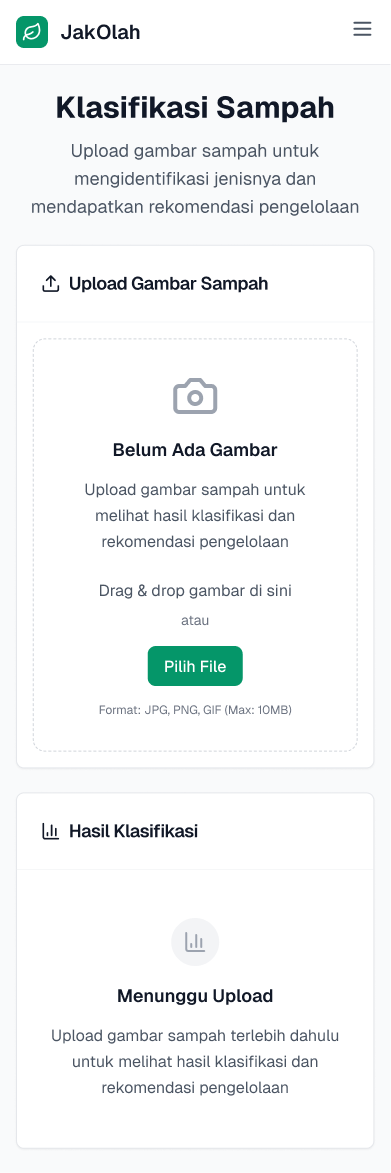 JakOlah
Klasifikasi Sampah
Upload gambar sampah untuk
mengidentifikasi jenisnya dan
mendapatkan rekomendasi pengelolaan
Upload Gambar Sampah
Belum Ada Gambar
Upload gambar sampah untuk
melihat hasil klasifikasi dan
rekomendasi pengelolaan
Drag & drop gambar di sini
atau
Pilih File
Format: JPG, PNG, GIF (Max: 10MB)
Hasil Klasifikasi
Menunggu Upload
Upload gambar sampah terlebih dahulu
untuk melihat hasil klasifikasi dan
rekomendasi pengelolaan